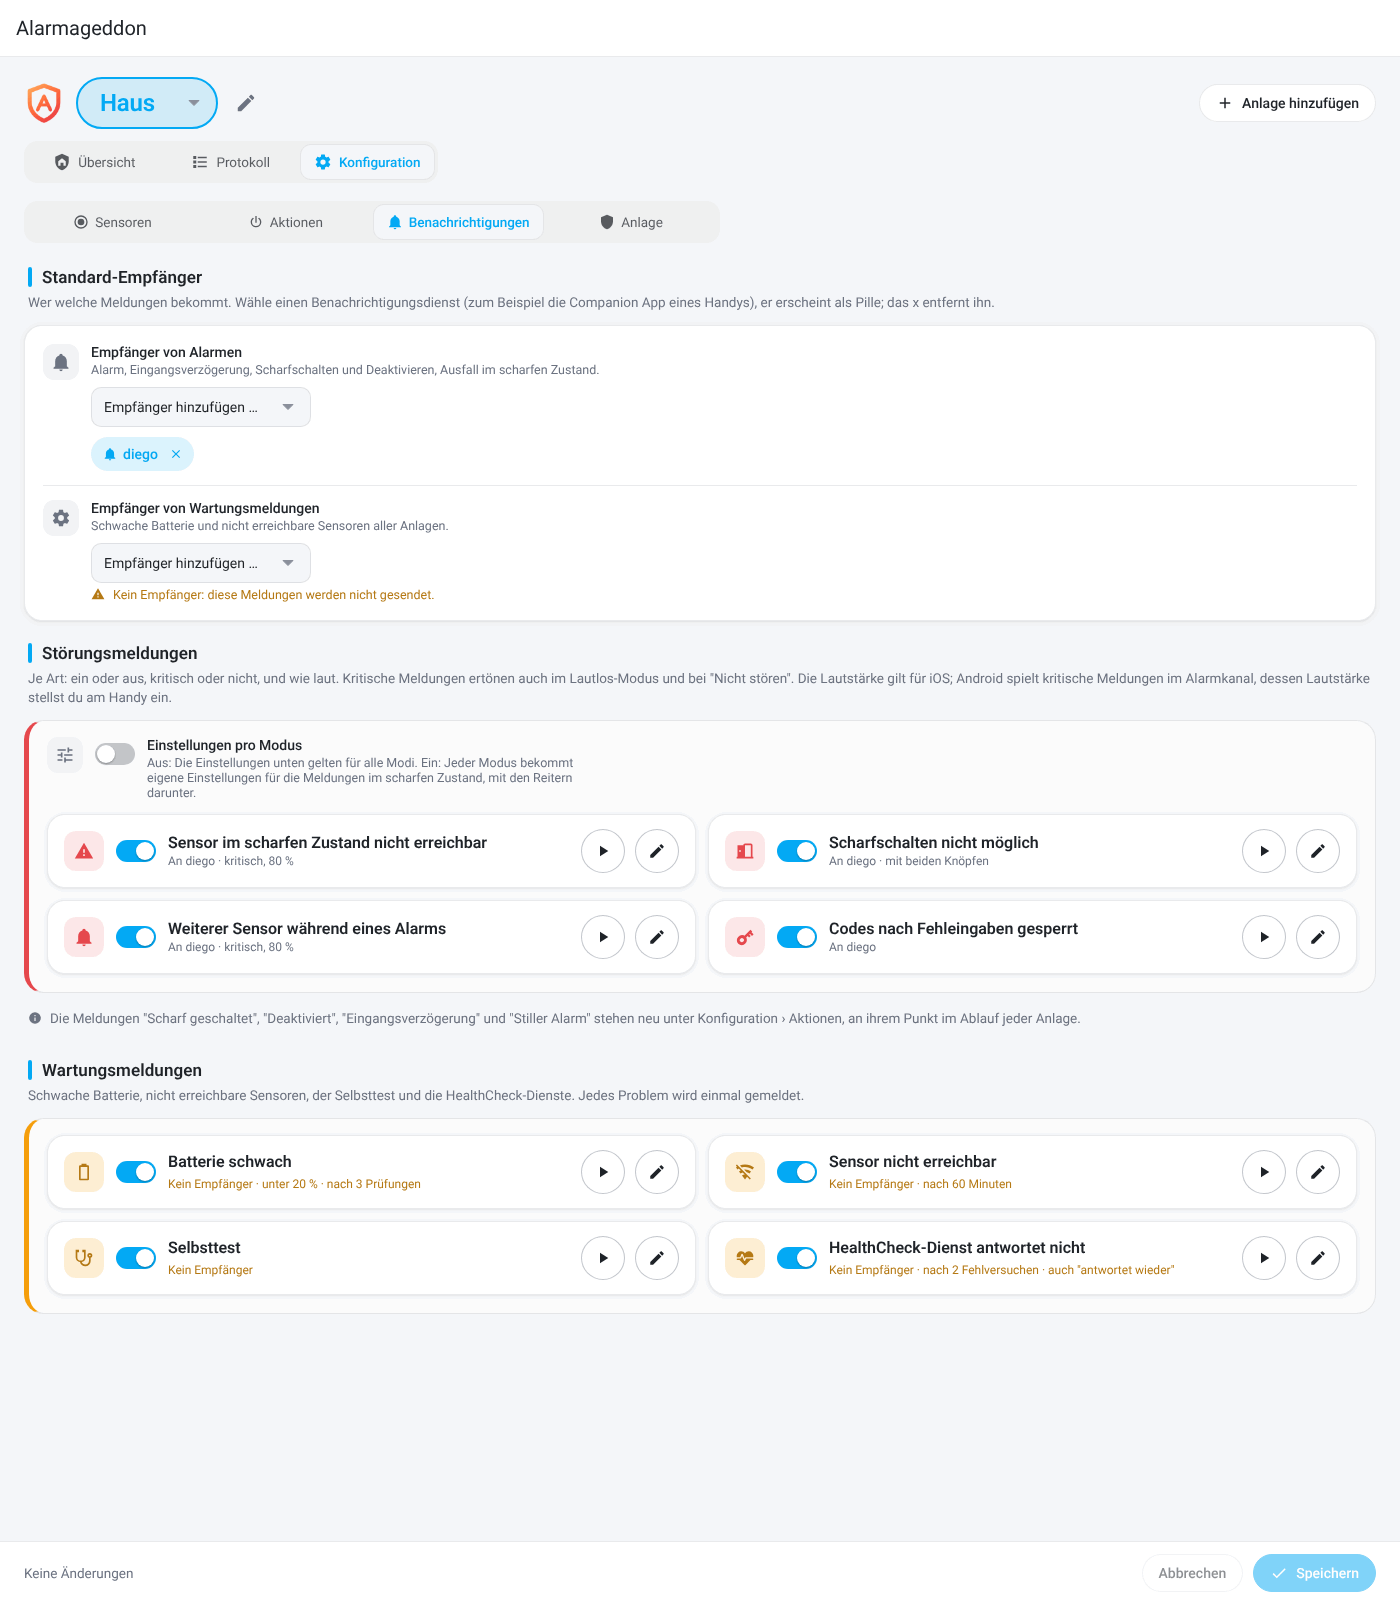 Alarmageddon
Haus
Anlage hinzufügen
Übersicht
Protokoll
Konfiguration
Sensoren
Aktionen
Benachrichtigungen
Anlage
Standard-Empfänger
Wer welche Meldungen bekommt. Wähle einen Benachrichtigungsdienst (zum Beispiel die Companion App eines Handys), er erscheint als Pille; das x entfernt ihn.
Empfänger von Alarmen
Alarm, Eingangsverzögerung, Scharfschalten und Deaktivieren, Ausfall im scharfen Zustand.
Empfänger hinzufügen ...
diego
Empfänger von Wartungsmeldungen
Schwache Batterie und nicht erreichbare Sensoren aller Anlagen.
Empfänger hinzufügen ...
Kein Empfänger: diese Meldungen werden nicht gesendet.
Störungsmeldungen
Je Art: ein oder aus, kritisch oder nicht, und wie laut. Kritische Meldungen ertönen auch im Lautlos-Modus und bei "Nicht stören". Die Lautstärke gilt für iOS; Android spielt kritische Meldungen im Alarmkanal, dessen Lautstärke
stellst du am Handy ein.
Einstellungen pro Modus
Aus: Die Einstellungen unten gelten für alle Modi. Ein: Jeder Modus bekommt
eigene Einstellungen für die Meldungen im scharfen Zustand, mit den Reitern
darunter.
Sensor im scharfen Zustand nicht erreichbar
An diego · kritisch, 80 %
Scharfschalten nicht möglich
An diego · mit beiden Knöpfen
Weiterer Sensor während eines Alarms
An diego · kritisch, 80 %
Codes nach Fehleingaben gesperrt
An diego
Die Meldungen "Scharf geschaltet", "Deaktiviert", "Eingangsverzögerung" und "Stiller Alarm" stehen neu unter Konfiguration › Aktionen, an ihrem Punkt im Ablauf jeder Anlage.
Wartungsmeldungen
Schwache Batterie, nicht erreichbare Sensoren, der Selbsttest und die HealthCheck-Dienste. Jedes Problem wird einmal gemeldet.
Batterie schwach
Kein Empfänger · unter 20 % · nach 3 Prüfungen
Sensor nicht erreichbar
Kein Empfänger · nach 60 Minuten
Selbsttest
Kein Empfänger
HealthCheck-Dienst antwortet nicht
Kein Empfänger · nach 2 Fehlversuchen · auch "antwortet wieder"
Keine Änderungen
Abbrechen
Speichern